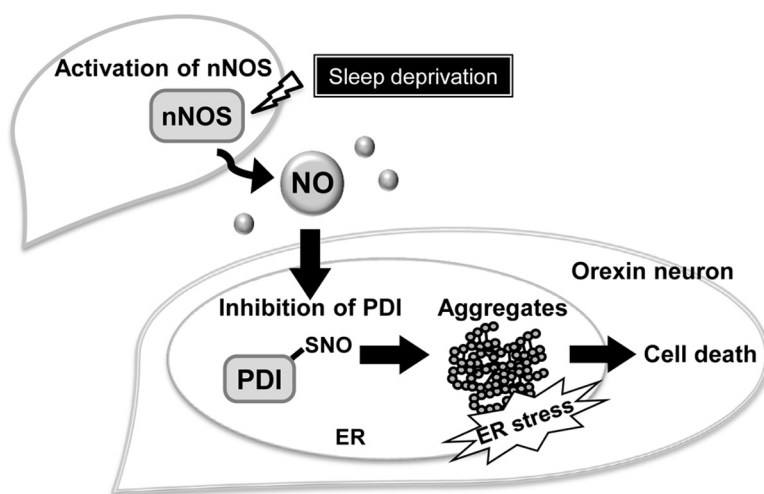 Activation of nNOS
nNOS
Sleep deprivation
NO
Orexin neuron
Inhibition of PDI
Aggregates
SNO
PDI
Cell death
ER stress
ER